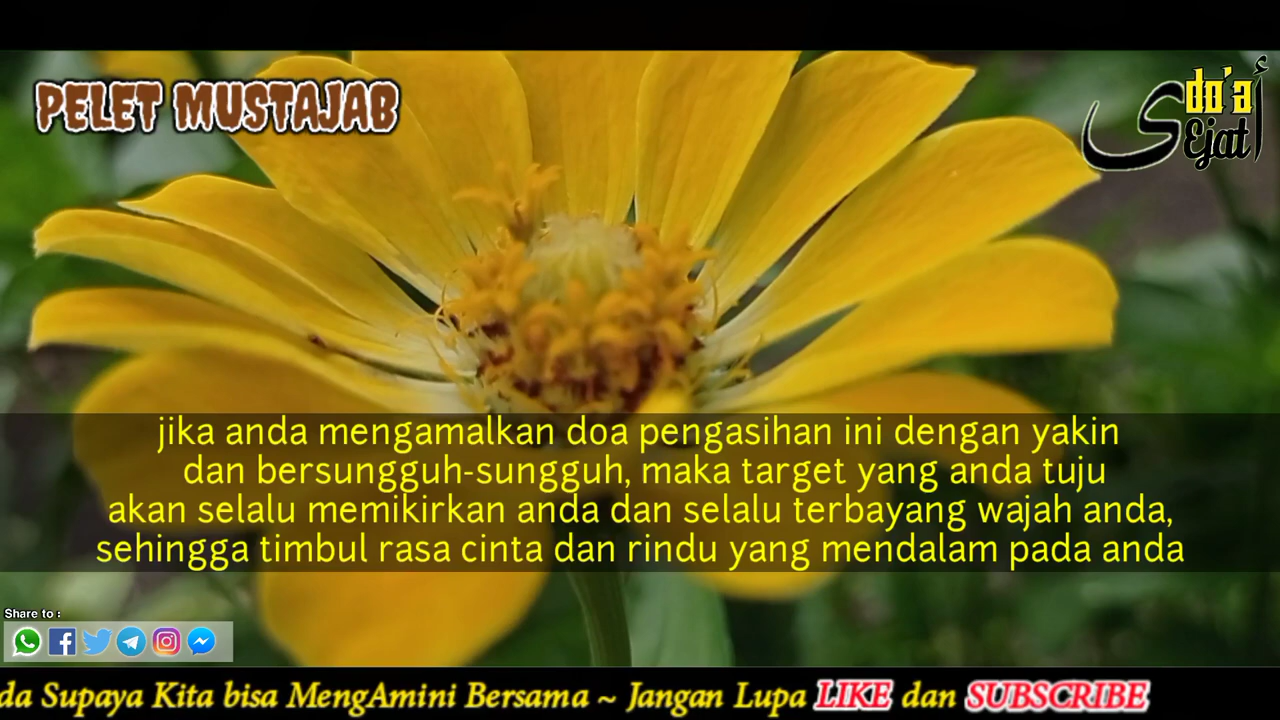 PELET MUSTAJAB
do'a
Ejati
jika anda mengamalkan doa pengasihan ini dengan yakin
dan bersungguh-sungguh, maka target yang anda tuju
akan selalu memikirkan anda dan selalu terbayang wajah anda,
sehingga timbul rasa cinta dan rindu yang mendalam pada anda
Share to :
da Supaya Kita bisa MengAmini Bersama ~ Jangan Lupa LIKE dan SUBSCRIBE